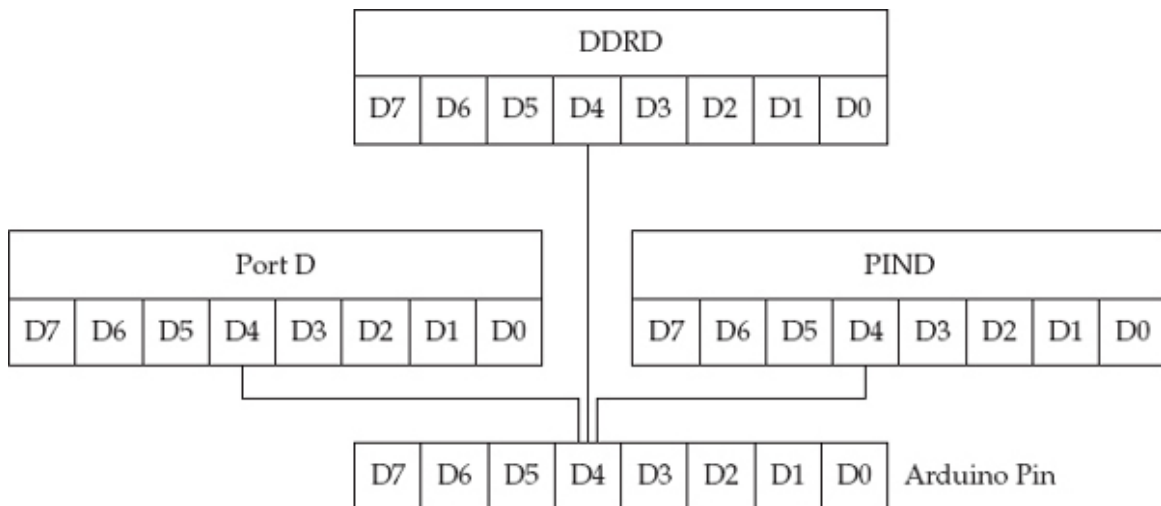 DDRD
D7 D6 D5 D4 D3 D2 D1 D0
Port D
D7 D6 D5 D4 D3 D2 D1 D0
PIND
D7 D6 D5 D4 D3 D2 D1 D0
D7 D6 D5 D4 D3 D2 D1 D0 Arduino Pin